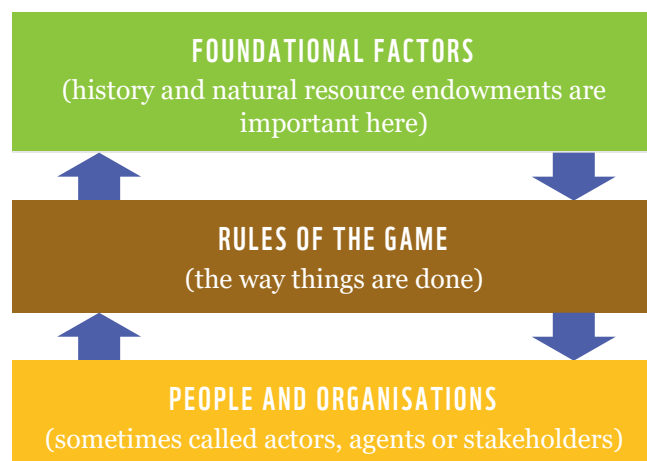 FOUNDATIONAL FACTORS
(history and natural resource endowments are
important here)
RULES OF THE GAME
(the way things are done)
PEOPLE AND ORGANISATIONS
(sometimes called actors, agents or stakeholders)